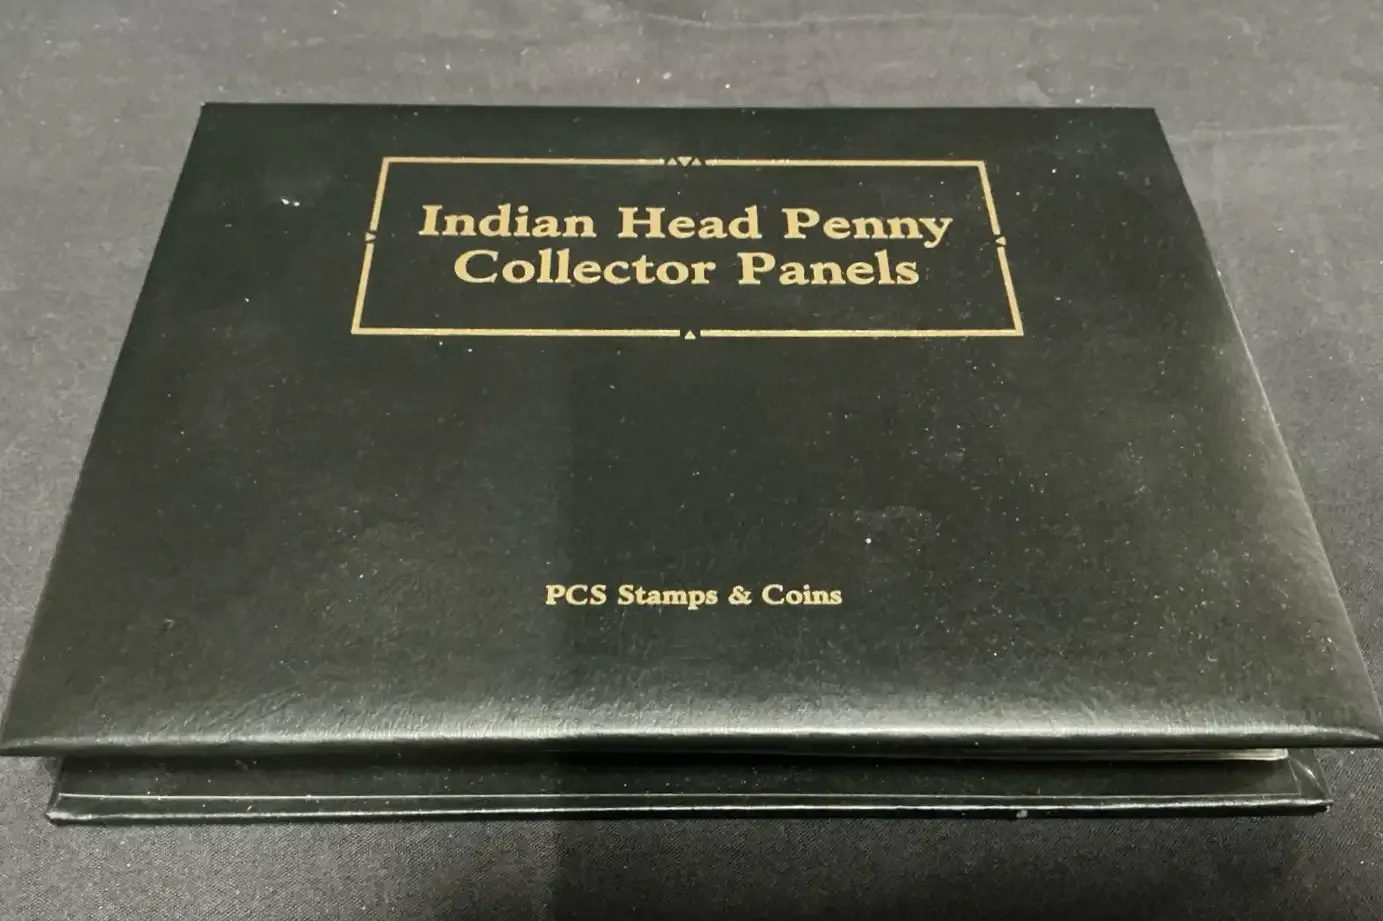 Indian Head Penny
Collector Panels
PCS Stamps & Coins